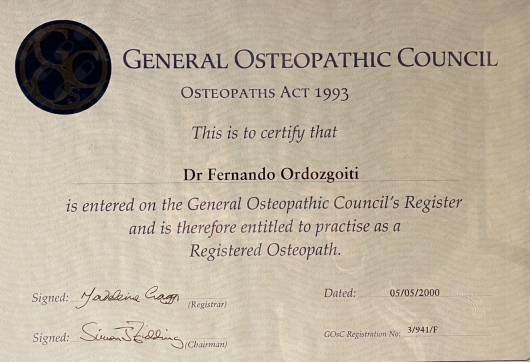 GENERAL OSTEOPATHIC COUNCIL
OSTEOPATHS ACT 1993
This is to certify that
Dr Fernando Ordozgoiti
is entered on the General Osteopathic Council's Register
and is therefore entitled to practise as a
Registered Osteopath.
Signed: (Registrar)
Dated: 05/05/2000
Signed: (Chairman)
GOsC Registration No: 3/941/F